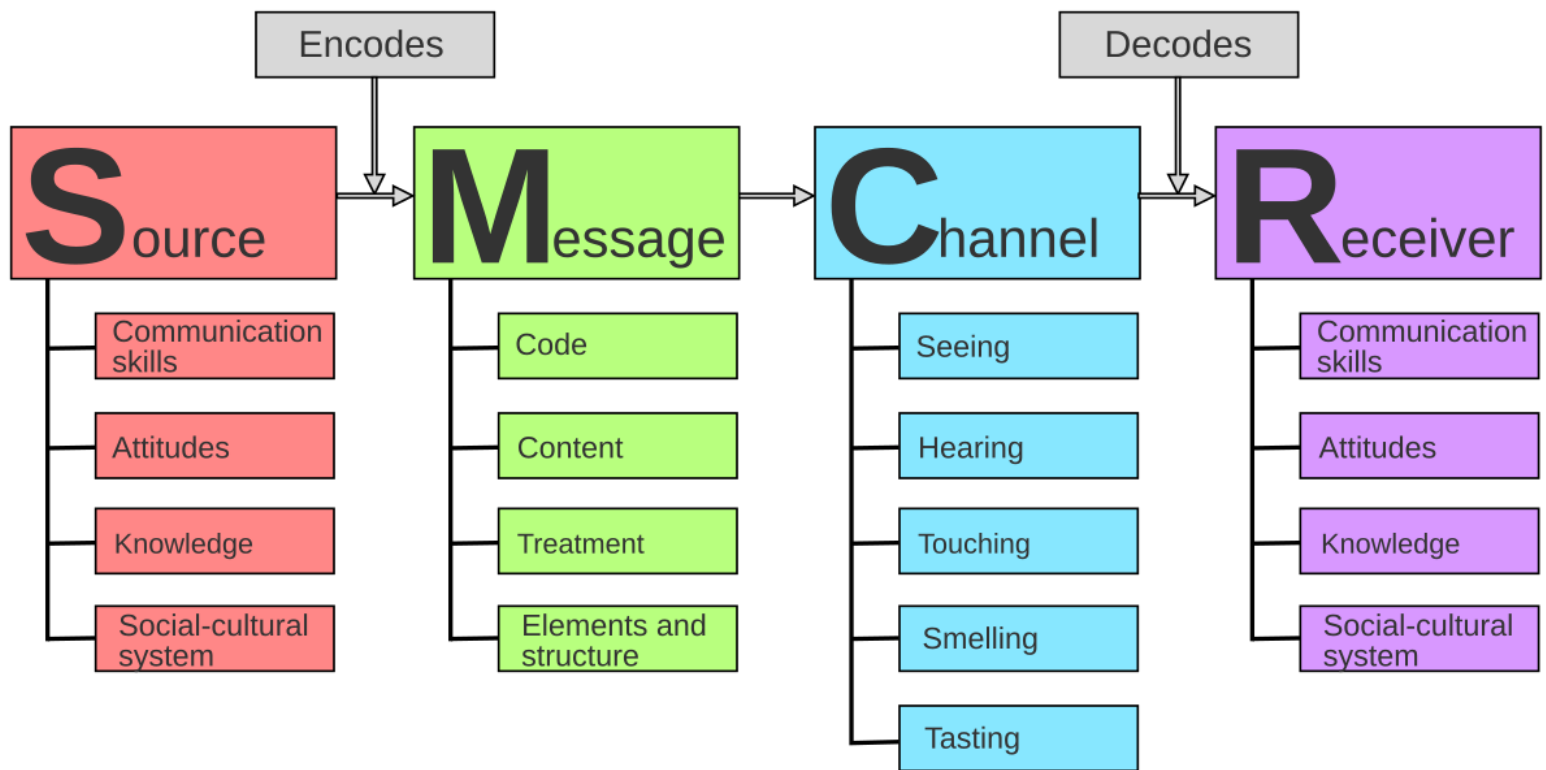 Encodes
Decodes
Source
Message
Channel
Receiver
Communication
skills
Attitudes
Knowledge
Social-cultural
system
Code
Content
Treatment
Elements and
structure
Seeing
Hearing
Touching
Smelling
Tasting
Communication
skills
Attitudes
Knowledge
Social-cultural
system